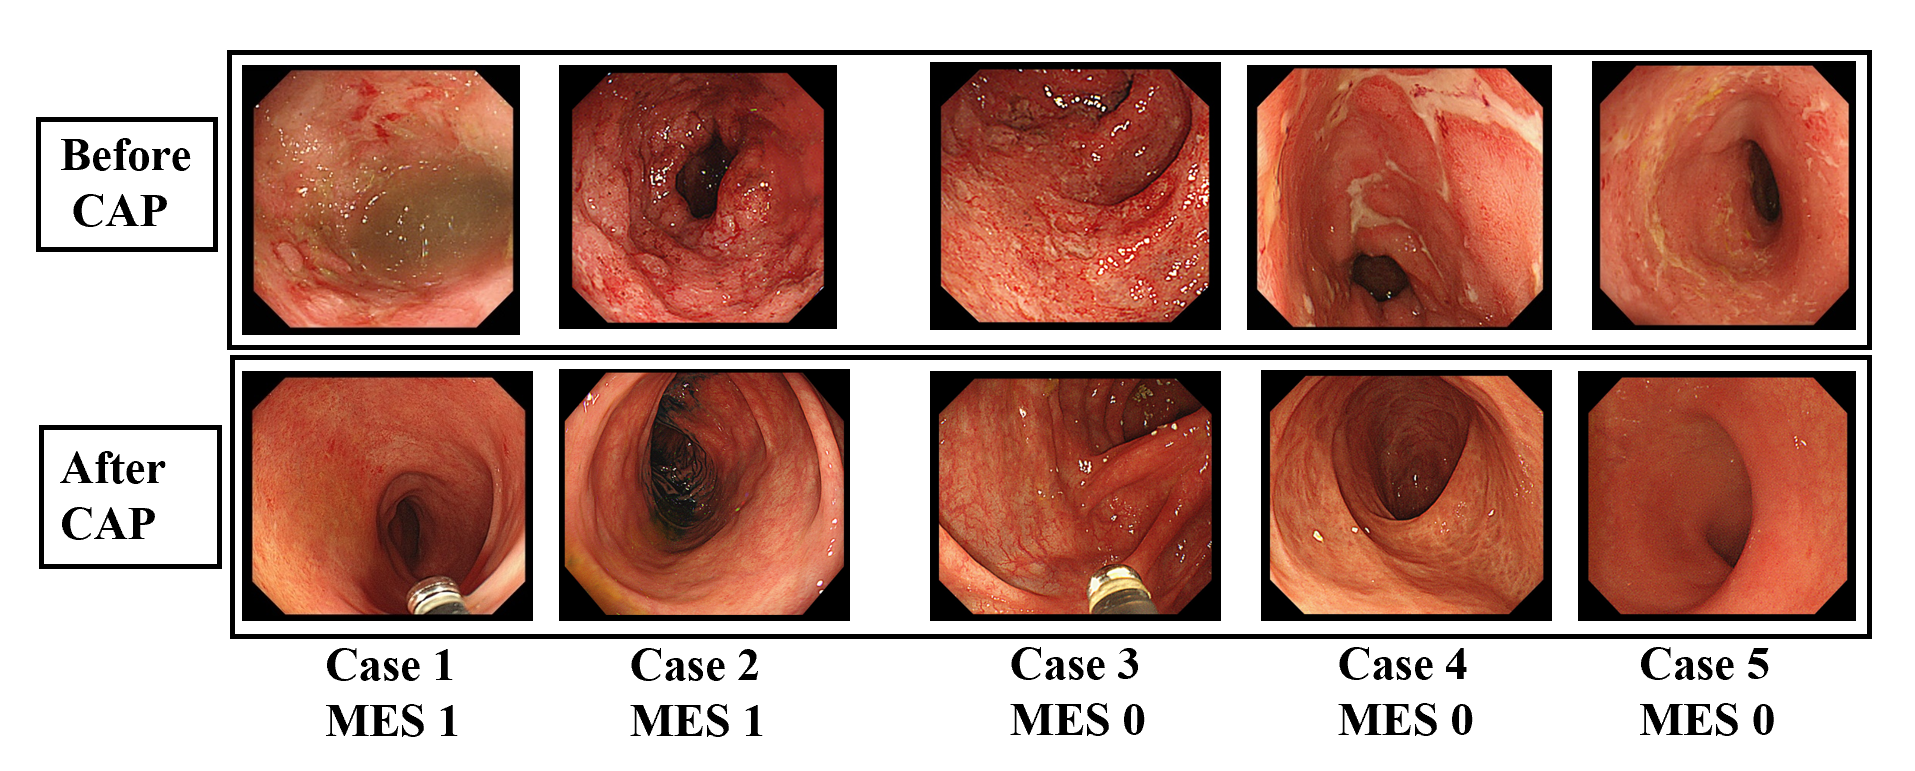 Before
CAP
After
CAP
Case 1
MES 1
Case 2
MES 1
Case 3
MES 0
Case 4
MES 0
Case 5
MES 0